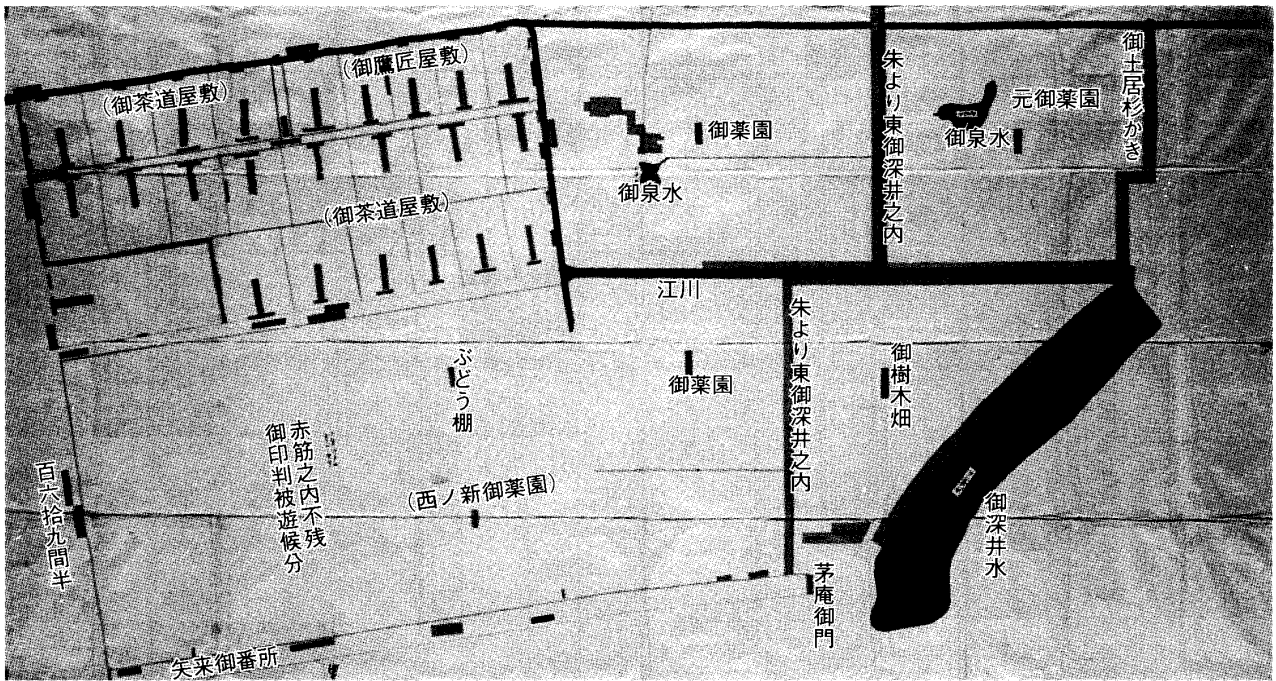 御土居杉がき
元御薬園
御泉水
朱より東御深井之内
御薬園
御泉水
(御鷹匠屋敷)
(御茶道屋敷)
(御茶道屋敷)
江川
朱より東御深井之内
御樹木畑
御薬園
ぶどう棚
(西ノ新御薬園)
赤筋之内不残
御印判被遊候分
百六拾九間半
御深井水
茅庵御門
矢来御番所